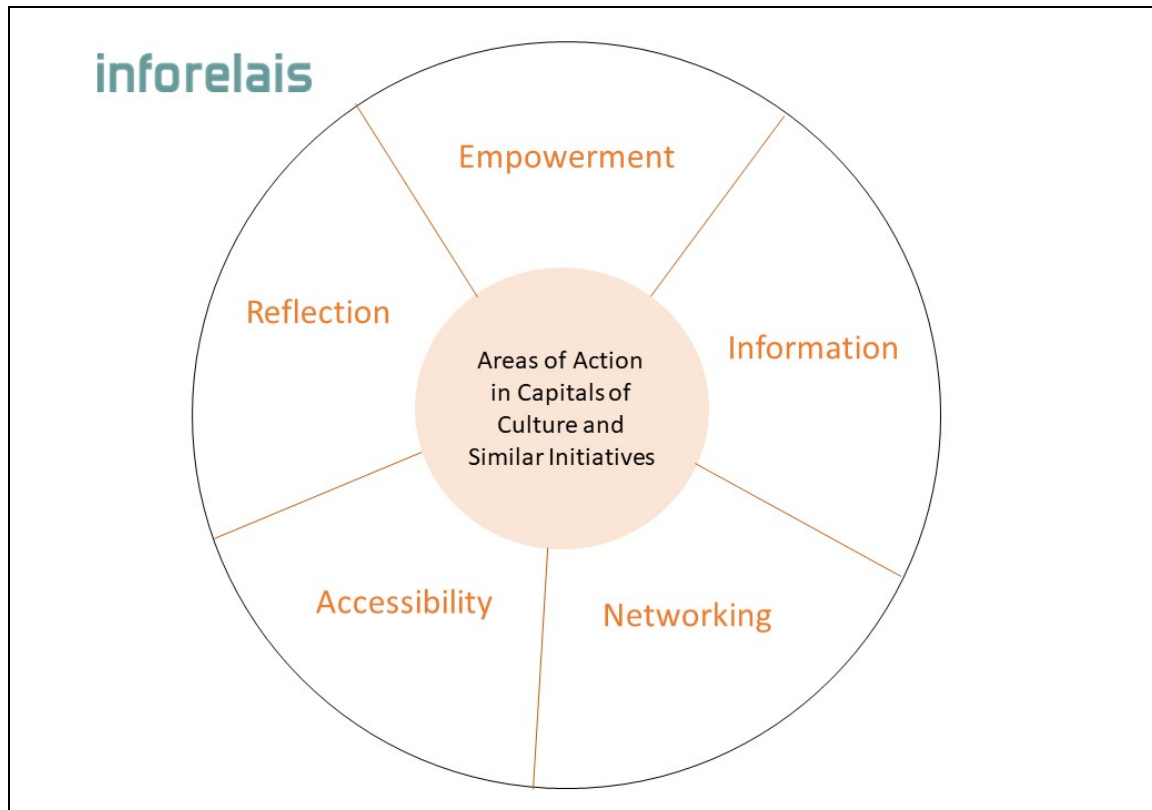 inforelais
Empowerment
Reflection
Information
Areas of Action
in Capitals of
Culture and
Similar Initiatives
Accessibility
Networking